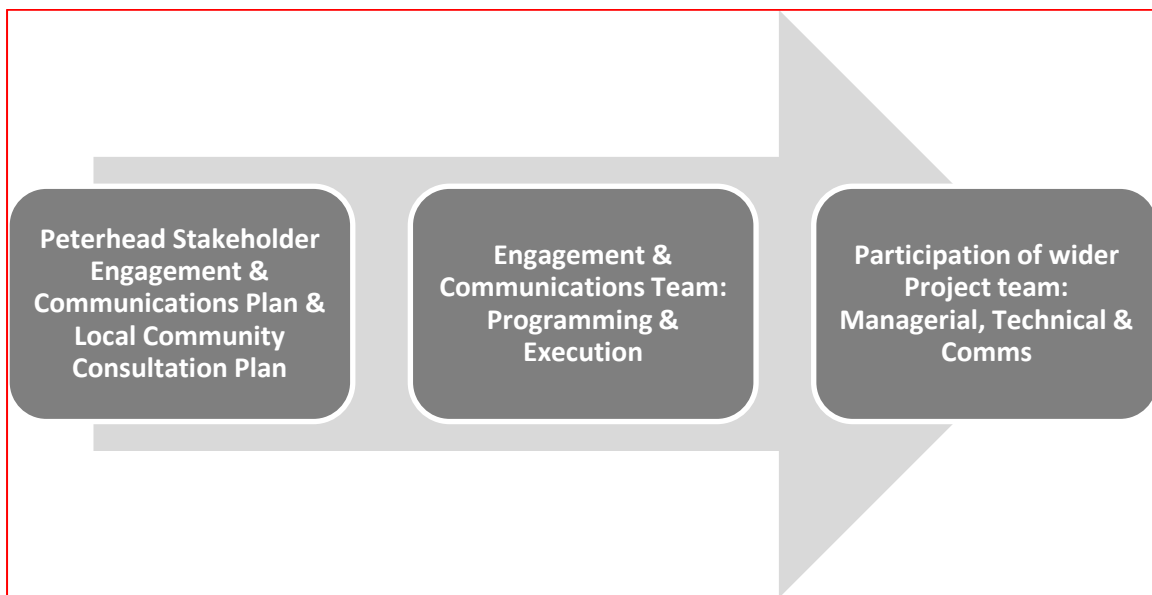 Peterhead Stakeholder
Engagement &
Communications Plan &
Local Community
Consultation Plan
Engagement &
Communications Team:
Programming &
Execution
Participation of wider
Project team:
Managerial, Technical &
Comms